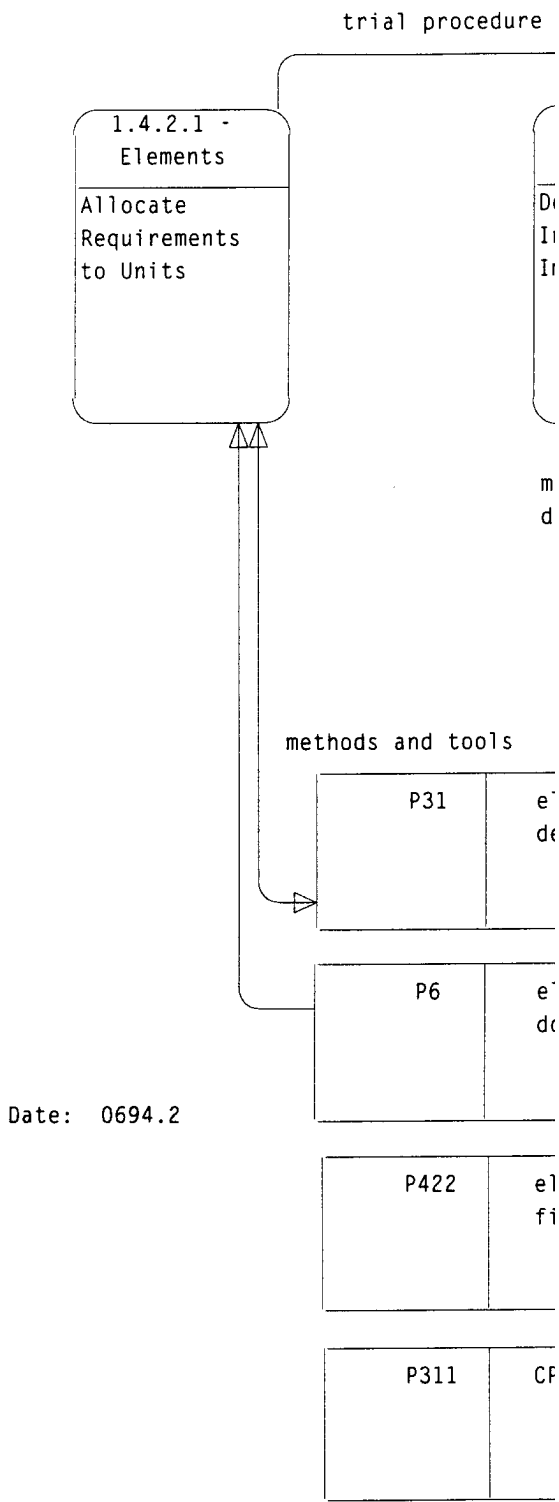 trial procedure
1.4.2.1 -
Elements
Allocate
Requirements
to Units
methods and tools
P31
P6
Date: 0694.2
P422
P311